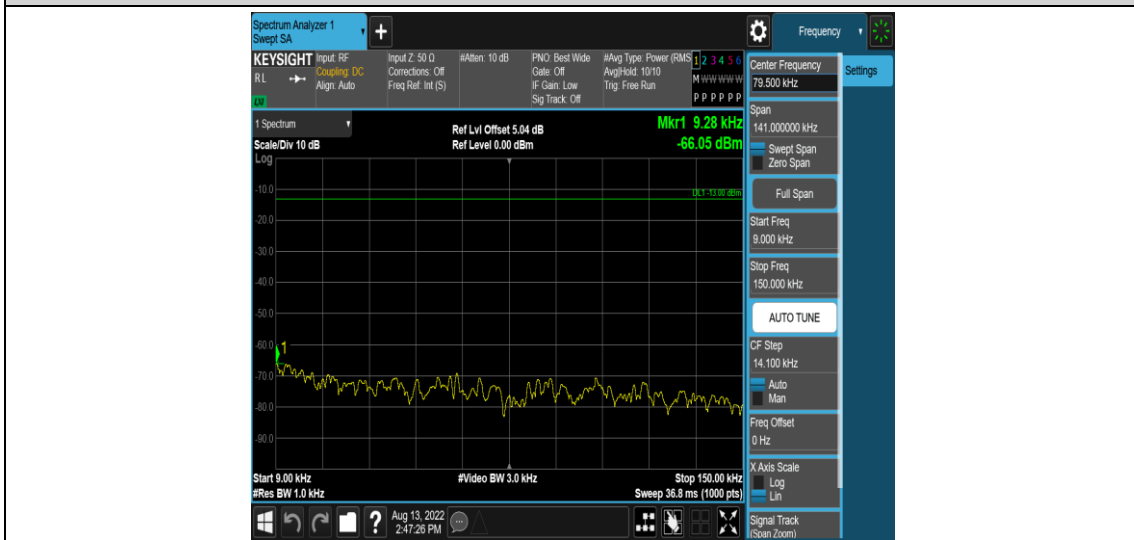 Spectrum Analyzer 1
Swept SA
Frequency
KEYSIGHT
RL
LM
Input: RF
Coupling: DC
Align: Auto
Input Z: 50 Ω
Corrections: Off
Freq Ref: Int (S)
#Atten: 10 dB
PNO: Best Wide
Gate: Off
IF Gain: Low
Sig Track: Off
#Avg Type: Power (RMS
Avg|Hold: 10/10
Trig: Free Run
1 2 3 4 5 6
M W W W W W
P P P P P P
1 Spectrum
Scale/Div 10 dB
Ref Lvl Offset 5.04 dB
Ref Level 0.00 dBm
Mkr1 9.28 kHz
-66.05 dBm
Log
DL1 -13.00 dBm
-10.0
-20.0
-30.0
-40.0
-50.0
-60.0
1
-70.0
-80.0
-90.0
Start 9.00 kHz
#Res BW 1.0 kHz
#Video BW 3.0 kHz
Stop 150.00 kHz
Sweep 36.8 ms (1000 pts)
Aug 13, 2022
2:47:26 PM
Center Frequency
79.500 kHz
Settings
Span
141.000000 kHz
Swept Span
Zero Span
Full Span
Start Freq
9.000 kHz
Stop Freq
150.000 kHz
AUTO TUNE
CF Step
14.100 kHz
Auto
Man
Freq Offset
0 Hz
X Axis Scale
Log
Lin
Signal Track
(Span Zoom)